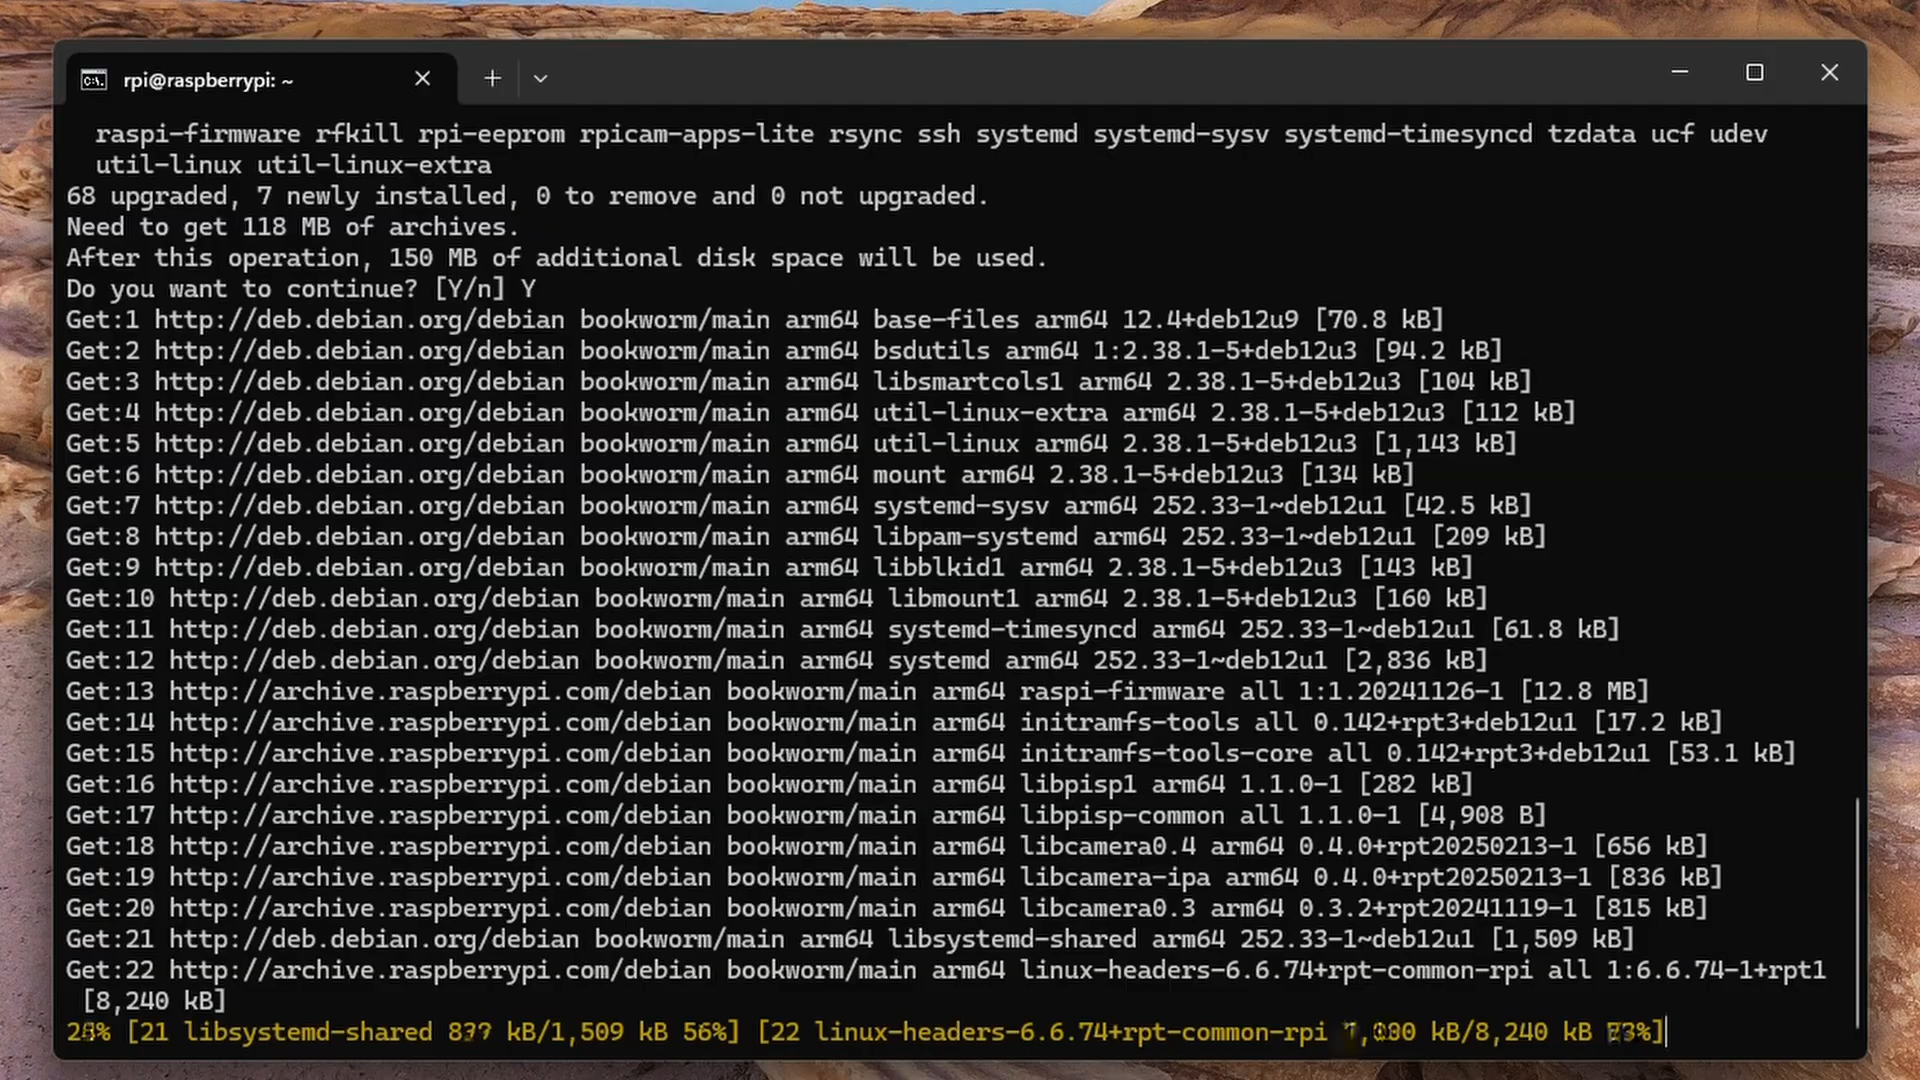 rpi@raspberrypi: ~
raspi-firmware rfkill rpi-eeprom rpicam-apps-lite rsync ssh systemd systemd-sysv systemd-timesyncd tzdata ucf udev
util-linux util-linux-extra
68 upgraded, 7 newly installed, 0 to remove and 0 not upgraded.
Need to get 118 MB of archives.
After this operation, 150 MB of additional disk space will be used.
Do you want to continue? [Y/n] Y
Get:1 http://deb.debian.org/debian bookworm/main arm64 base-files arm64 12.4+deb12u9 [70.8 kB]
Get:2 http://deb.debian.org/debian bookworm/main arm64 bsdutils arm64 1:2.38.1-5+deb12u3 [94.2 kB]
Get:3 http://deb.debian.org/debian bookworm/main arm64 libsmartcols1 arm64 2.38.1-5+deb12u3 [104 kB]
Get:4 http://deb.debian.org/debian bookworm/main arm64 util-linux-extra arm64 2.38.1-5+deb12u3 [112 kB]
Get:5 http://deb.debian.org/debian bookworm/main arm64 util-linux arm64 2.38.1-5+deb12u3 [1,143 kB]
Get:6 http://deb.debian.org/debian bookworm/main arm64 mount arm64 2.38.1-5+deb12u3 [134 kB]
Get:7 http://deb.debian.org/debian bookworm/main arm64 systemd-sysv arm64 252.33-1~deb12u1 [42.5 kB]
Get:8 http://deb.debian.org/debian bookworm/main arm64 libpam-systemd arm64 252.33-1~deb12u1 [209 kB]
Get:9 http://deb.debian.org/debian bookworm/main arm64 libblkid1 arm64 2.38.1-5+deb12u3 [143 kB]
Get:10 http://deb.debian.org/debian bookworm/main arm64 libmount1 arm64 2.38.1-5+deb12u3 [160 kB]
Get:11 http://deb.debian.org/debian bookworm/main arm64 systemd-timesyncd arm64 252.33-1~deb12u1 [61.8 kB]
Get:12 http://deb.debian.org/debian bookworm/main arm64 systemd arm64 252.33-1~deb12u1 [2,836 kB]
Get:13 http://archive.raspberrypi.com/debian bookworm/main arm64 raspi-firmware all 1:1.20241126-1 [12.8 MB]
Get:14 http://archive.raspberrypi.com/debian bookworm/main arm64 initramfs-tools all 0.142+rpt3+deb12u1 [17.2 kB]
Get:15 http://archive.raspberrypi.com/debian bookworm/main arm64 initramfs-tools-core all 0.142+rpt3+deb12u1 [53.1 kB]
Get:16 http://archive.raspberrypi.com/debian bookworm/main arm64 libpisp1 arm64 1.1.0-1 [282 kB]
Get:17 http://archive.raspberrypi.com/debian bookworm/main arm64 libpisp-common all 1.1.0-1 [4,908 B]
Get:18 http://archive.raspberrypi.com/debian bookworm/main arm64 libcamera0.4 arm64 0.4.0+rpt20250213-1 [656 kB]
Get:19 http://archive.raspberrypi.com/debian bookworm/main arm64 libcamera-ipa arm64 0.4.0+rpt20250213-1 [836 kB]
Get:20 http://archive.raspberrypi.com/debian bookworm/main arm64 libcamera0.3 arm64 0.3.2+rpt20241119-1 [815 kB]
Get:21 http://deb.debian.org/debian bookworm/main arm64 libsystemd-shared arm64 252.33-1~deb12u1 [1,509 kB]
Get:22 http://archive.raspberrypi.com/debian bookworm/main arm64 linux-headers-6.6.74+rpt-common-rpi all 1:6.6.74-1+rpt1
[8,240 kB]
[21 libsystemd-shared kB/1,509 kB 56%] [22 linux-headers-6.6.74+rpt-common-rpi kB/8,240 kB